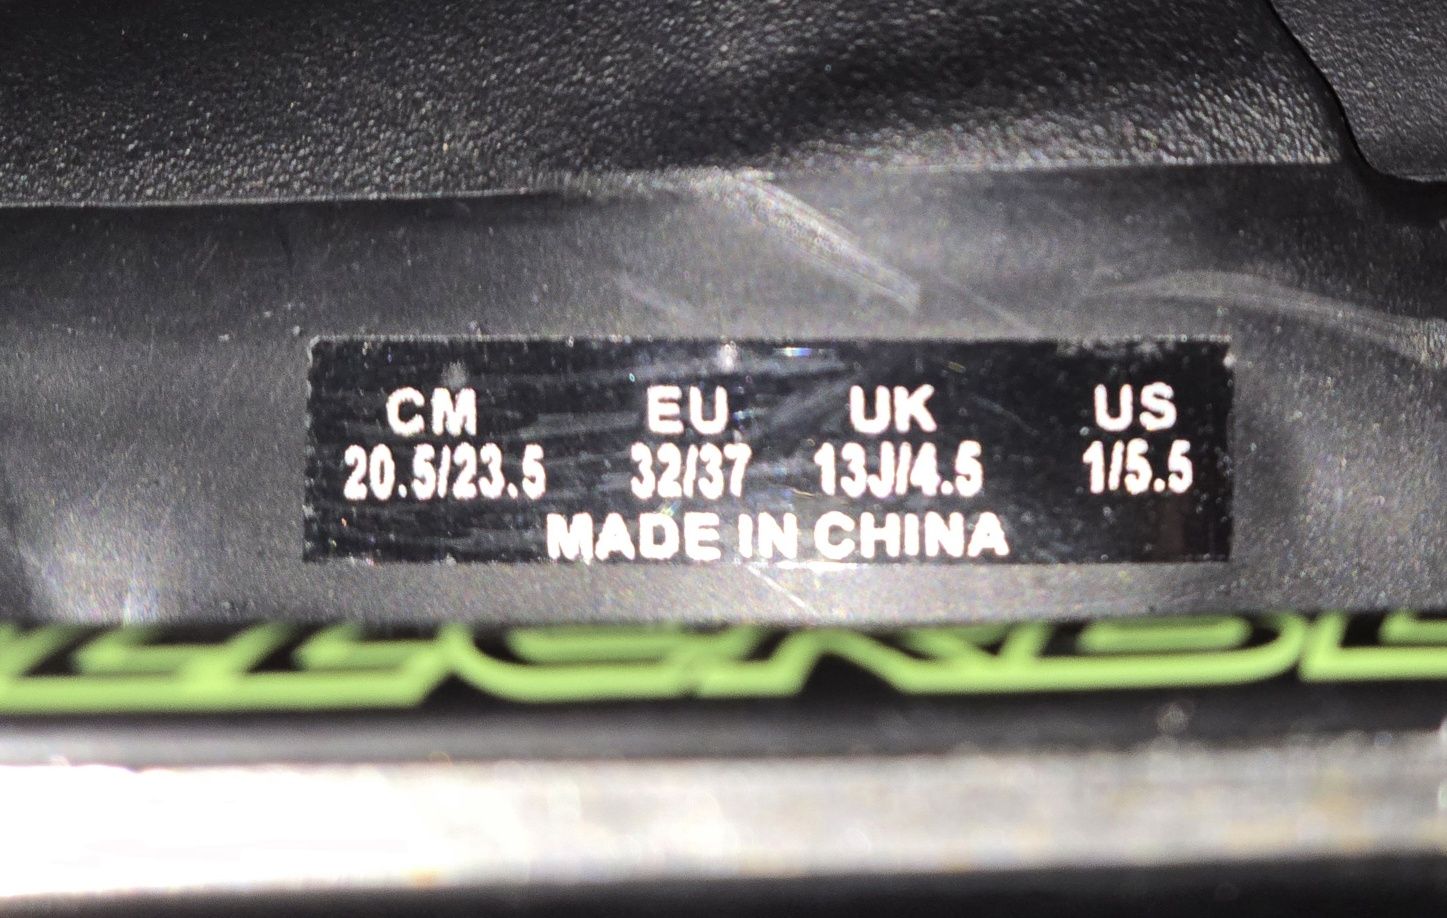 CM EU UK US
20.5/23.5 32/37 13J/4.5 1/5.5
MADE IN CHINA